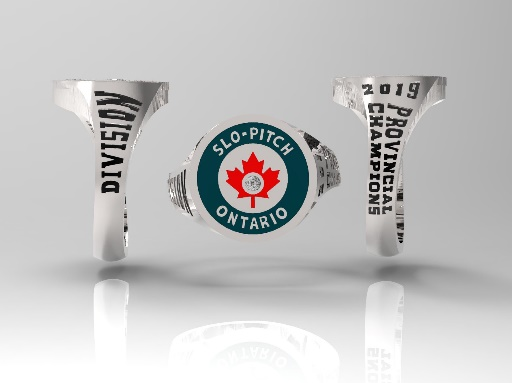 DIVISION
SLO-PITCH
ONTARIO
2019
PROVINCIAL
CHAMPIONS